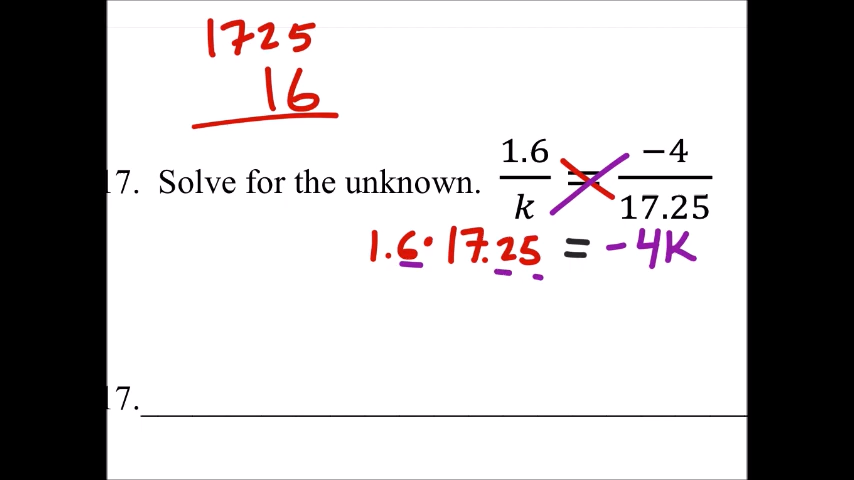 1725
16
17. Solve for the unknown. 1.6/k = −4/17.25
1.6·17.25 = -4K
17.